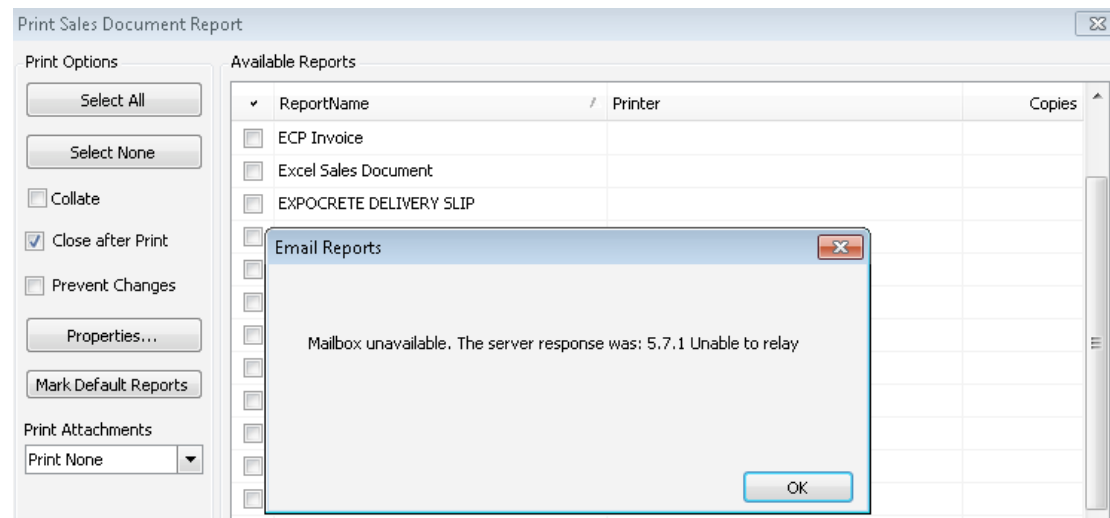 Print Sales Document Report
Print Options
Available Reports
Select All
ReportName
Printer
Copies
ECP Invoice
Select None
Excel Sales Document
Collate
EXPOCRETE DELIVERY SLIP
Close after Print
Email Reports
Prevent Changes
Properties...
Mailbox unavailable. The server response was: 5.7.1 Unable to relay
Mark Default Reports
Print Attachments
Print None
OK